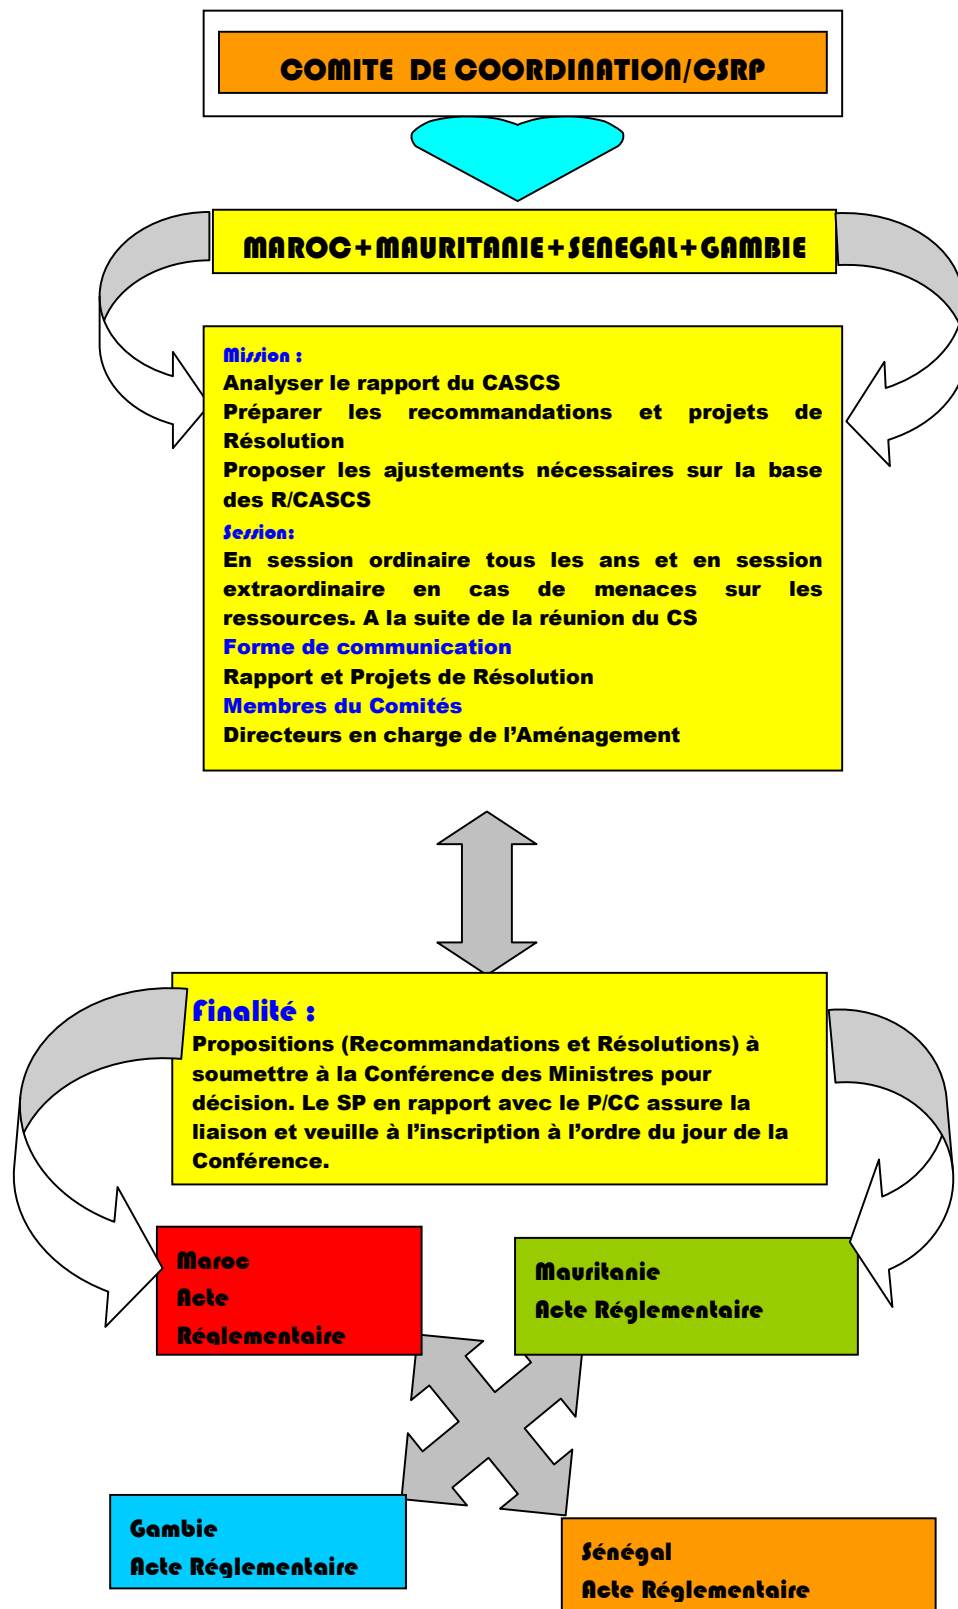 COMITE DE COORDINATION/CSRP
MAROC+MAURITANIE+SENEGAL+GAMBIE
Mission :
Analyser le rapport du CASCS
Préparer les recommandations et projets de
Résolution
Proposer les ajustements nécessaires sur la base
des R/CASCS
Session:
En session ordinaire tous les ans et en session
extraordinaire en cas de menaces sur les
ressources. A la suite de la réunion du CS
Forme de communication
Rapport et Projets de Résolution
Membres du Comités
Directeurs en charge de l’Aménagement
Finalité :
Propositions (Recommandations et Résolutions) à
soumettre à la Conférence des Ministres pour
décision. Le SP en rapport avec le P/CC assure la
liaison et veuille à l’inscription à l’ordre du jour de la
Conférence.
Maroc
Acte
Réglementaire
Mauritanie
Acte Réglementaire
Gambie
Acte Réglementaire
Sénégal
Acte Réglementaire